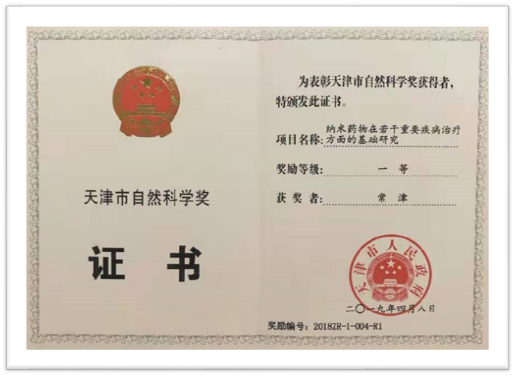 天津市自然科学奖
证书
为表彰天津市自然科学奖获得者,
特颁发此证书。
项目名称: 纳米药物在若干重要疾病治疗
方面的基础研究
奖励等级: 一等
获奖者: 常津
天津市人民政府
二〇一九年四月八日
奖励编号: 2018ZR-1-004-R1